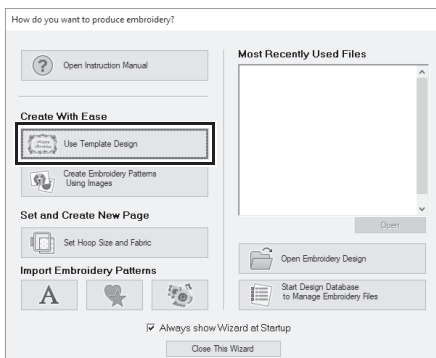 How do you want to produce embroidery?
Open Instruction Manual
Create With Ease
Use Template Design
Create Embroidery Patterns
Using Images
Set and Create New Page
Set Hoop Size and Fabric
Import Embroidery Patterns
A
Most Recently Used Files
Open
Open Embroidery Design
Start Design Database
to Manage Embroidery Files
Always show Wizard at Startup
Close This Wizard